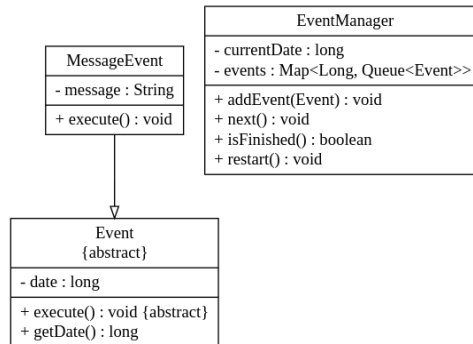 MessageEvent
- message : String
+ execute() : void
EventManager
- currentDate : long
- events : Map<Long, Queue<Event>>
+ addEvent(Event) : void
+ next() : void
+ isFinished() : boolean
+ restart() : void
Event
{abstract}
- date : long
+ execute() : void {abstract}
+ getDate() : long